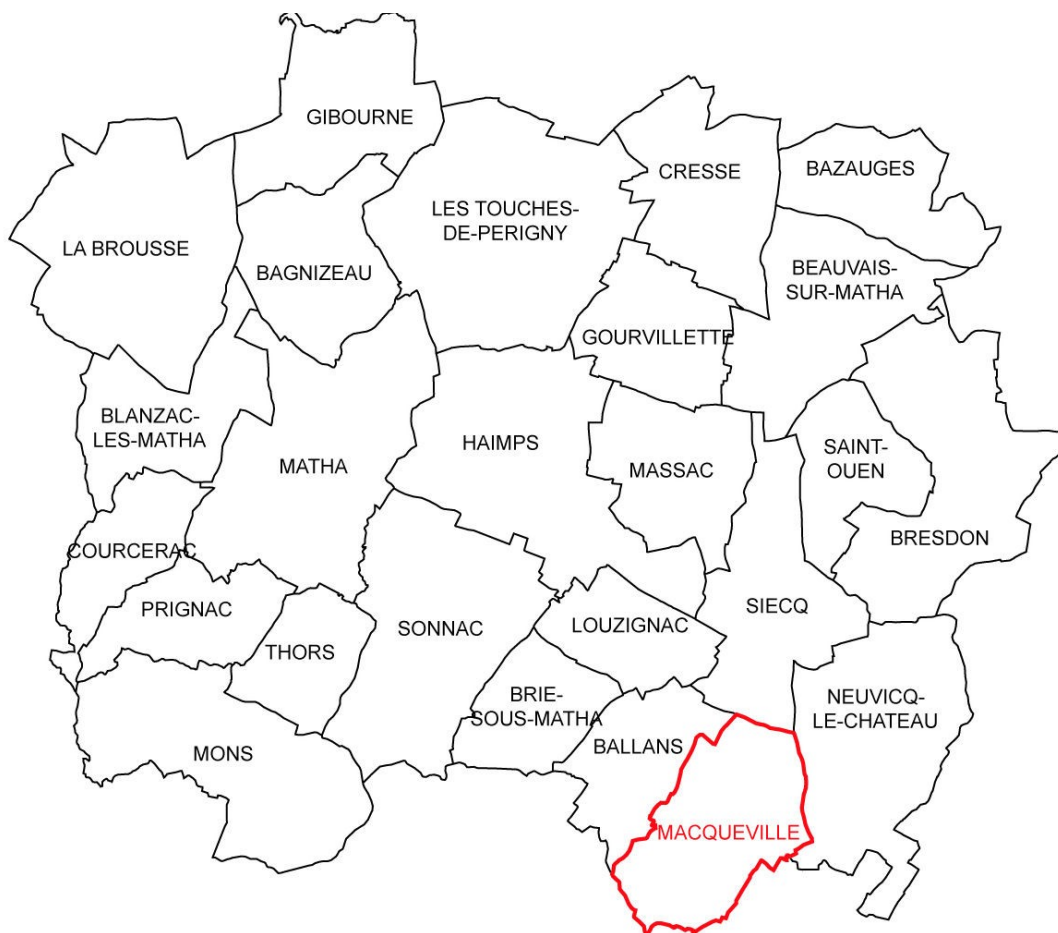 GIBOURNE
CRESSE
BAZAUGES
LES TOUCHES-
DE-PERIGNY
LA BROUSSE
BAGNIZEAU
BEAUVAIS-
SUR-MATHA
GOURVILLETTE
BLANZAC-
LES-MATHA
HAIMPS
SAINT-
OUEN
MATHA
MASSAC
BRESDON
COURCERAC
PRIGNAC
SIECQ
SONNAC
LOUZIGNAC
THORS
BRIE-
SOUS-MATHA
NEUVICQ-
LE-CHATEAU
BALLANS
MONS
MACQUEVILLE